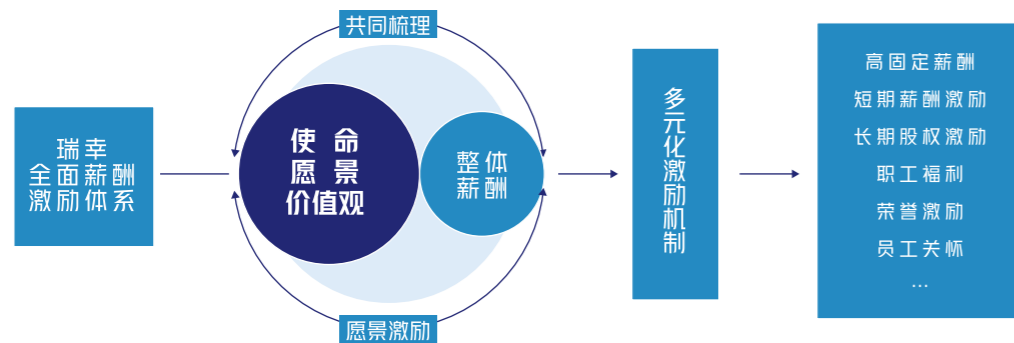 共同梳理
瑞幸
全面薪酬
激励体系
使命
愿景
价值观
整体
薪酬
愿景激励
多元化激励机制
高固定薪酬
短期薪酬激励
长期股权激励
职工福利
荣誉激励
员工关怀
…